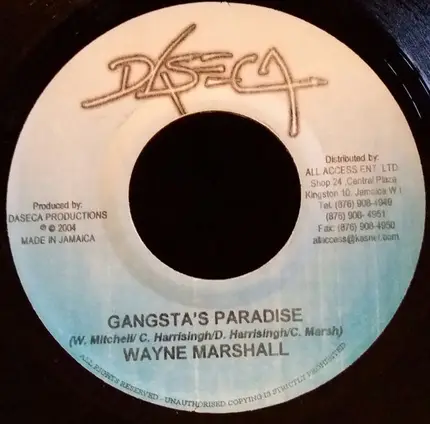 DASECA
Produced by:
DASECA PRODUCTIONS
℗ © 2004
MADE IN JAMAICA
Distributed by:
ALL ACCESS ENT. LTD.
Shop 24 ,Central Plaza
Kingston 10, Jamaica W I
Tel: (876) 908-4949
(876) 906- 4951
Fax: (876) 908-4950
allaccess@kasnet.com
GANGSTA'S PARADISE
(W. Mitchell/ C. Harrisingh/D. Harrisingh/C. Marsh)
WAYNE MARSHALL
ALL RIGHTS RESERVED - UNAUTHORISED COPYING IS STRICTLY PROHIBITED